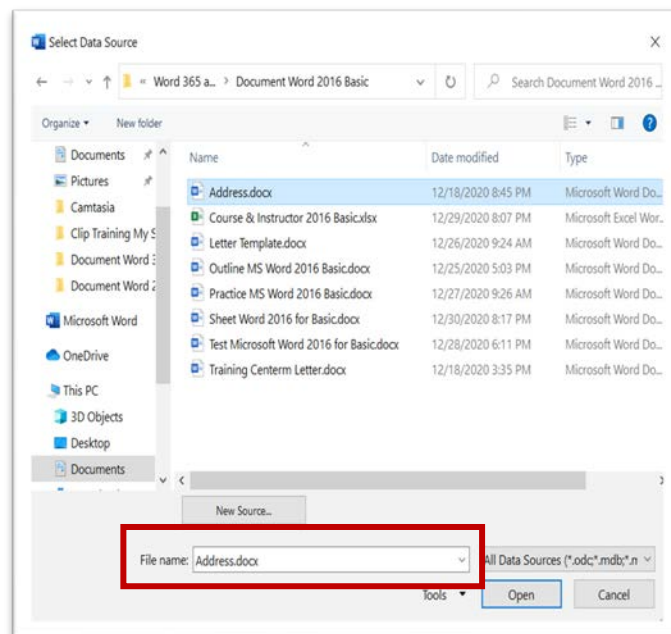 Select Data Source
« Word 365 a... > Document Word 2016 Basic
Search Document Word 2016 ...
Organize
New folder
Name Date modified Type
Documents
Pictures
Camtasia
Clip Training My S
Document Word 3
Document Word 2
Microsoft Word
OneDrive
This PC
3D Objects
Desktop
Documents
Address.docx 12/18/2020 8:45 PM Microsoft Word Do...
Course & Instructor 2016 Basic.xlsx 12/29/2020 8:07 PM Microsoft Excel Wor...
Letter Template.docx 12/26/2020 9:24 AM Microsoft Word Do...
Outline MS Word 2016 Basic.docx 12/25/2020 5:03 PM Microsoft Word Do...
Practice MS Word 2016 Basic.docx 12/27/2020 9:26 AM Microsoft Word Do...
Sheet Word 2016 for Basic.docx 12/30/2020 8:17 PM Microsoft Word Do...
Test Microsoft Word 2016 for Basic.docx 12/28/2020 6:11 PM Microsoft Word Do...
Training Centerm Letter.docx 12/18/2020 3:35 PM Microsoft Word Do...
New Source...
File name: Address.docx
All Data Sources (*.odc;*.mdb;*.m
Tools Open Cancel